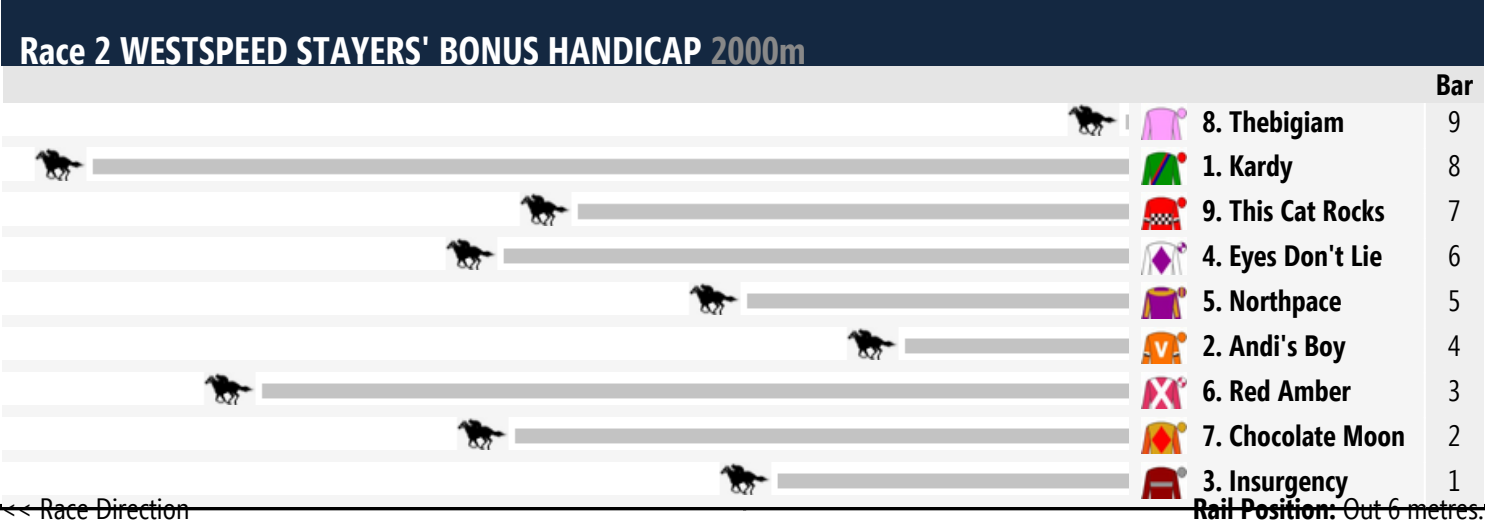 Race 2 WESTSPEED STAYERS' BONUS HANDICAP 2000m
Bar
8. Thebigiam 9
1. Kardy 8
9. This Cat Rocks 7
4. Eyes Don't Lie 6
5. Northpace 5
V 2. Andi's Boy 4
6. Red Amber 3
7. Chocolate Moon 2
3. Insurgency 1
<< Race Direction Rail Position: Out 6 metres.